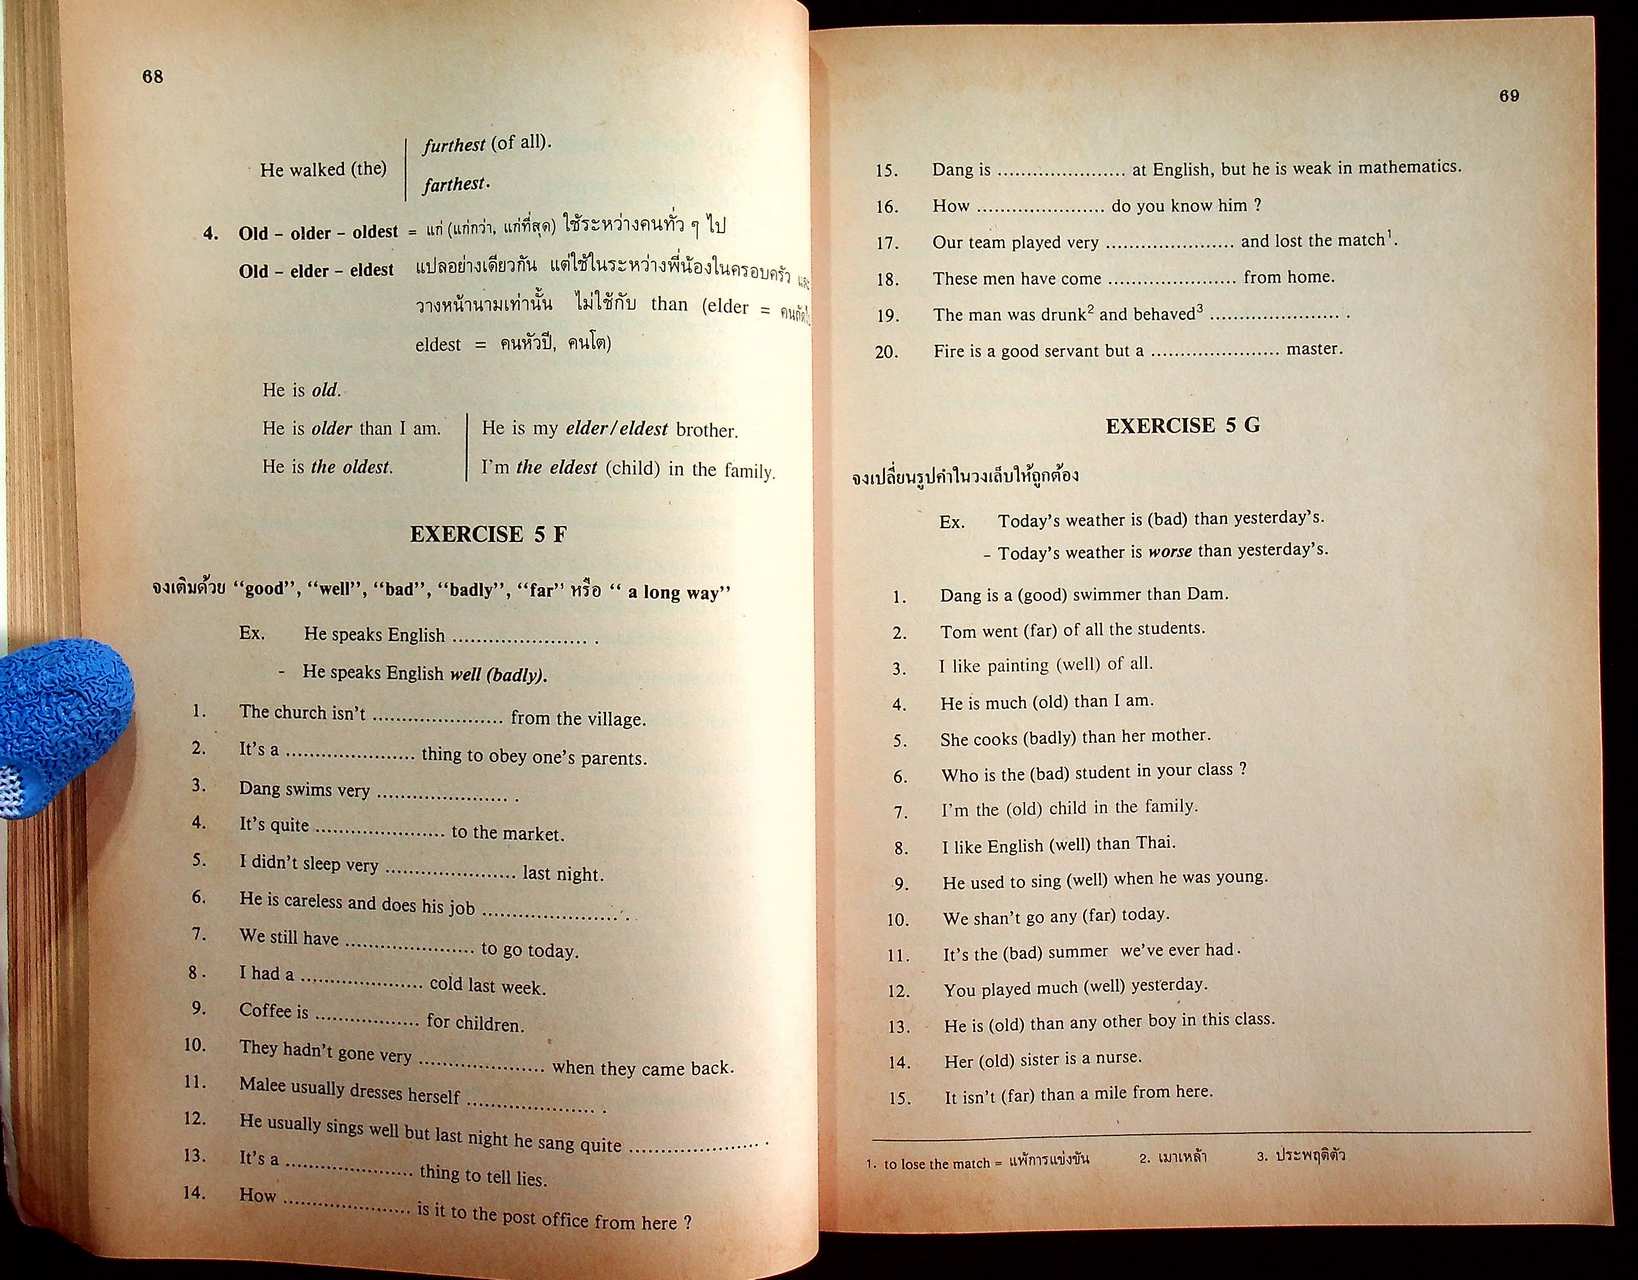 68
furthest (of all).
He walked (the)
farthest.
4. Old – older – oldest = แก่ (แก่กว่า, แก่ที่สุด) ใช้ระหว่างคนทั่ว ๆ ไป
Old – elder – eldest แปลอย่างเดียวกัน แต่ใช้ในระหว่างพี่น้องในครอบครัว และ
วางหน้านามเท่านั้น ไม่ใช้กับ than (elder =
eldest = คนหัวปี, คนโต)
He is old.
He is older than I am. He is my elder/eldest brother.
He is the oldest. I'm the eldest (child) in the family.
EXERCISE 5 F
จงเติมด้วย "good", "well", "bad", "badly", "far" หรือ " a long way"
Ex. He speaks English ...................... .
- He speaks English well (badly).
1. The church isn't ...................... from the village.
2. It's a ...................... thing to obey one's parents.
3. Dang swims very ...................... .
4. It's quite ...................... to the market.
5. I didn't sleep very ...................... last night.
6. He is careless and does his job ...................... .
7. We still have ...................... to go today.
8. I had a ..................... cold last week.
9. Coffee is .................. for children.
10. They hadn't gone very ..................... when they came back.
11. Malee usually dresses herself ..................... .
12. He usually sings well but last night he sang quite ...................... .
13. It's a ...................... thing to tell lies.
14. How ...................... is it to the post office from here ?
69
15. Dang is ...................... at English, but he is weak in mathematics.
16. How ...................... do you know him ?
17. Our team played very ...................... and lost the match1.
18. These men have come ...................... from home.
19. The man was drunk2 and behaved3 ...................... .
20. Fire is a good servant but a ...................... master.
EXERCISE 5 G
จงเปลี่ยนรูปคำในวงเล็บให้ถูกต้อง
Ex. Today's weather is (bad) than yesterday's.
- Today's weather is worse than yesterday's.
1. Dang is a (good) swimmer than Dam.
2. Tom went (far) of all the students.
3. I like painting (well) of all.
4. He is much (old) than I am.
5. She cooks (badly) than her mother.
6. Who is the (bad) student in your class ?
7. I'm the (old) child in the family.
8. I like English (well) than Thai.
9. He used to sing (well) when he was young.
10. We shan't go any (far) today.
11. It's the (bad) summer we've ever had.
12. You played much (well) yesterday.
13. He is (old) than any other boy in this class.
14. Her (old) sister is a nurse.
15. It isn't (far) than a mile from here.
1. to lose the match = แพ้การแข่งขัน 2. เมาเหล้า 3. ประพฤติตัว